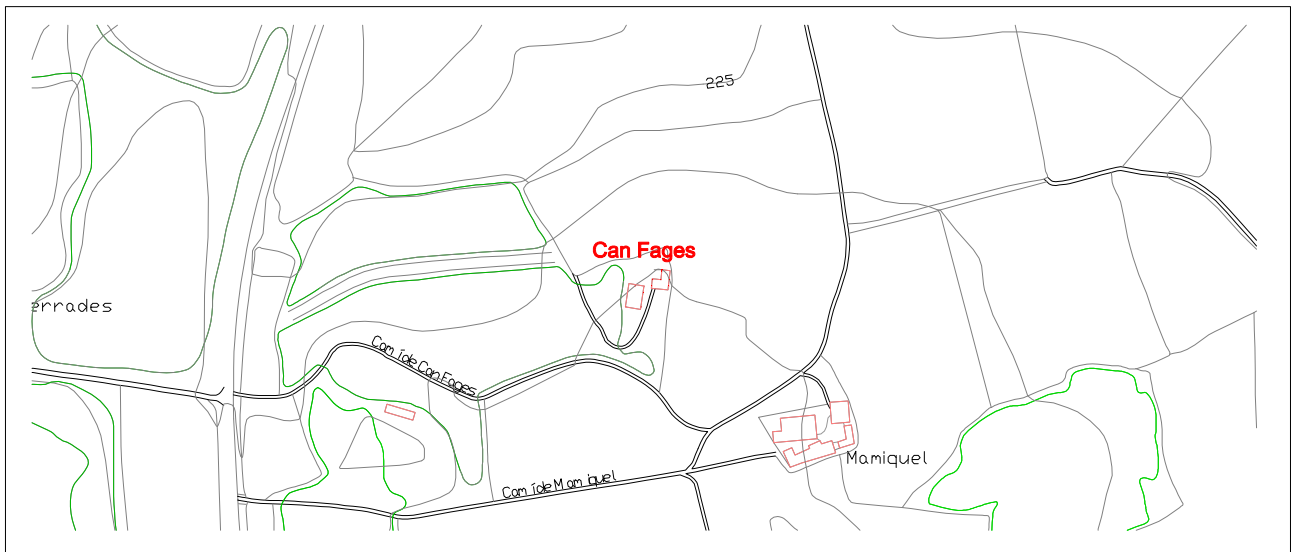 225
Can Fages
errades
Camí de Can Fages
Mamiquel
Camí de Mamiquel